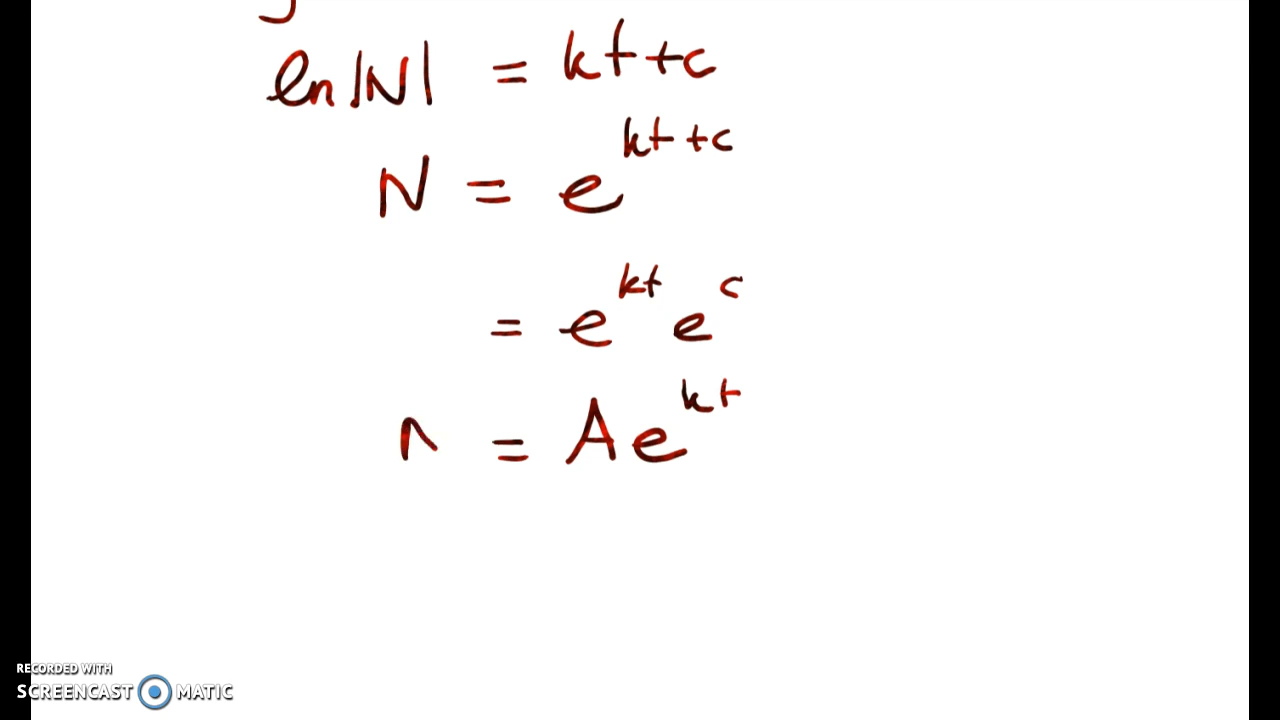 ln|N| = kt+c
N = e^{kt+c}
= e^{kt} e^{c}
= Ae^{kt}
RECORDED WITH
SCREENCAST MATIC